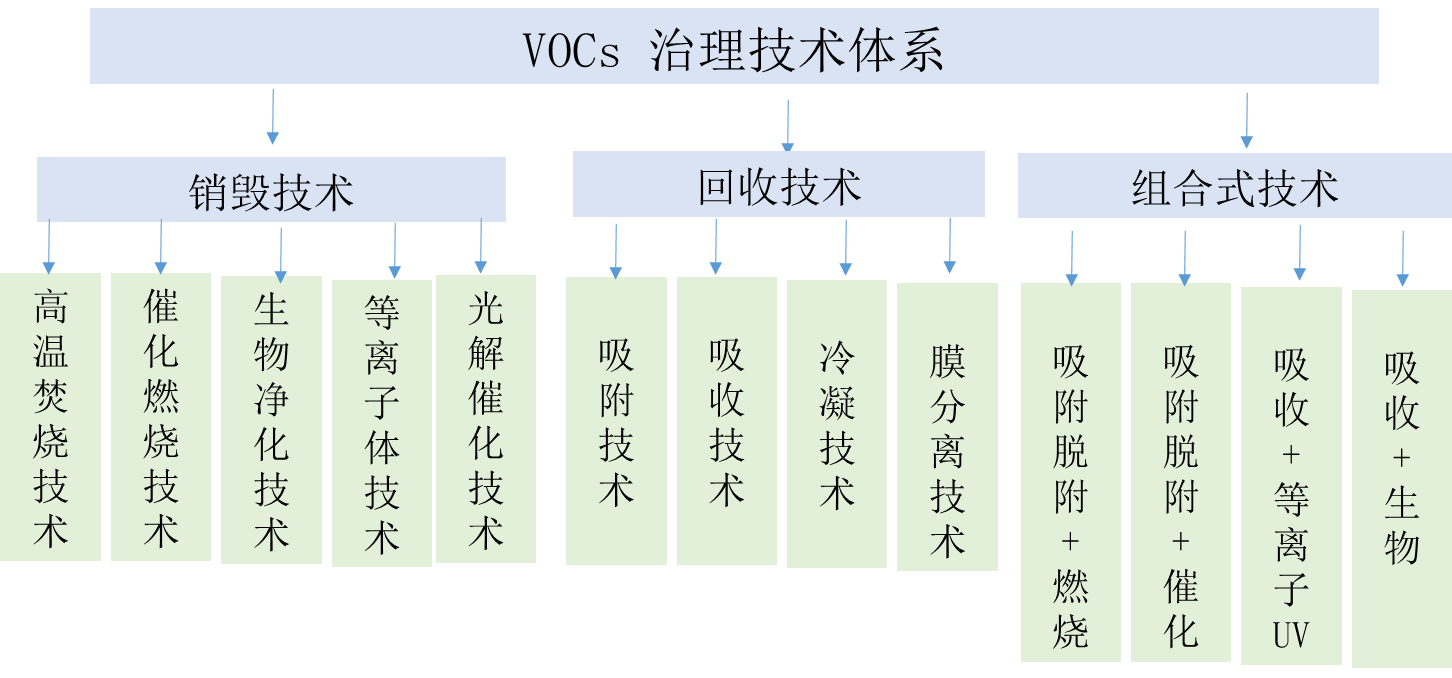 VOCs 治理技术体系
销毁技术
回收技术
组合式技术
高温焚烧技术
催化燃烧技术
生物净化技术
等离子体技术
光解催化技术
吸附技术
吸收技术
冷凝技术
膜分离技术
吸附脱附+燃烧
吸附脱附+催化
吸收+等离子UV
吸收+生物